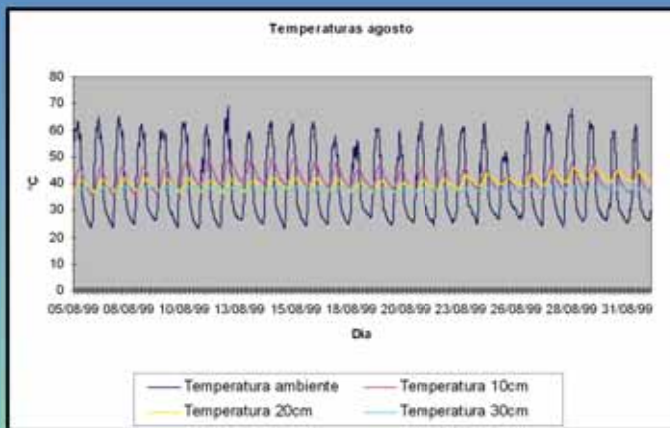 Temperaturas agosto
80
70
60
50
40
30
20
10
0
°C
05/08/99 08/08/99 10/08/99 13/08/99 15/08/99 18/08/99 20/08/99 23/08/99 26/08/99 28/08/99 31/08/99
Dia
Temperatura ambiente Temperatura 10cm
Temperatura 20cm Temperatura 30cm